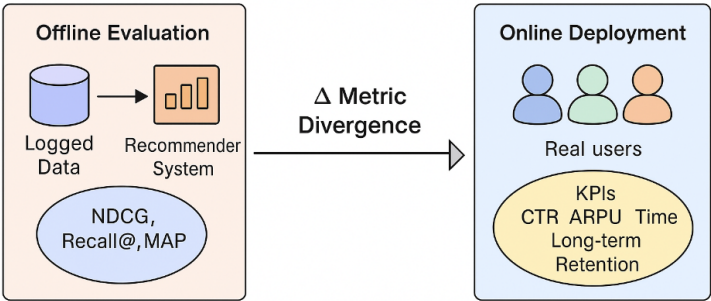 Offline Evaluation
Logged
Data
Recommender
System
NDCG,
Recall@,MAP
Δ Metric
Divergence
Online Deployment
Real users
KPIs
CTR ARPU Time
Long-term
Retention